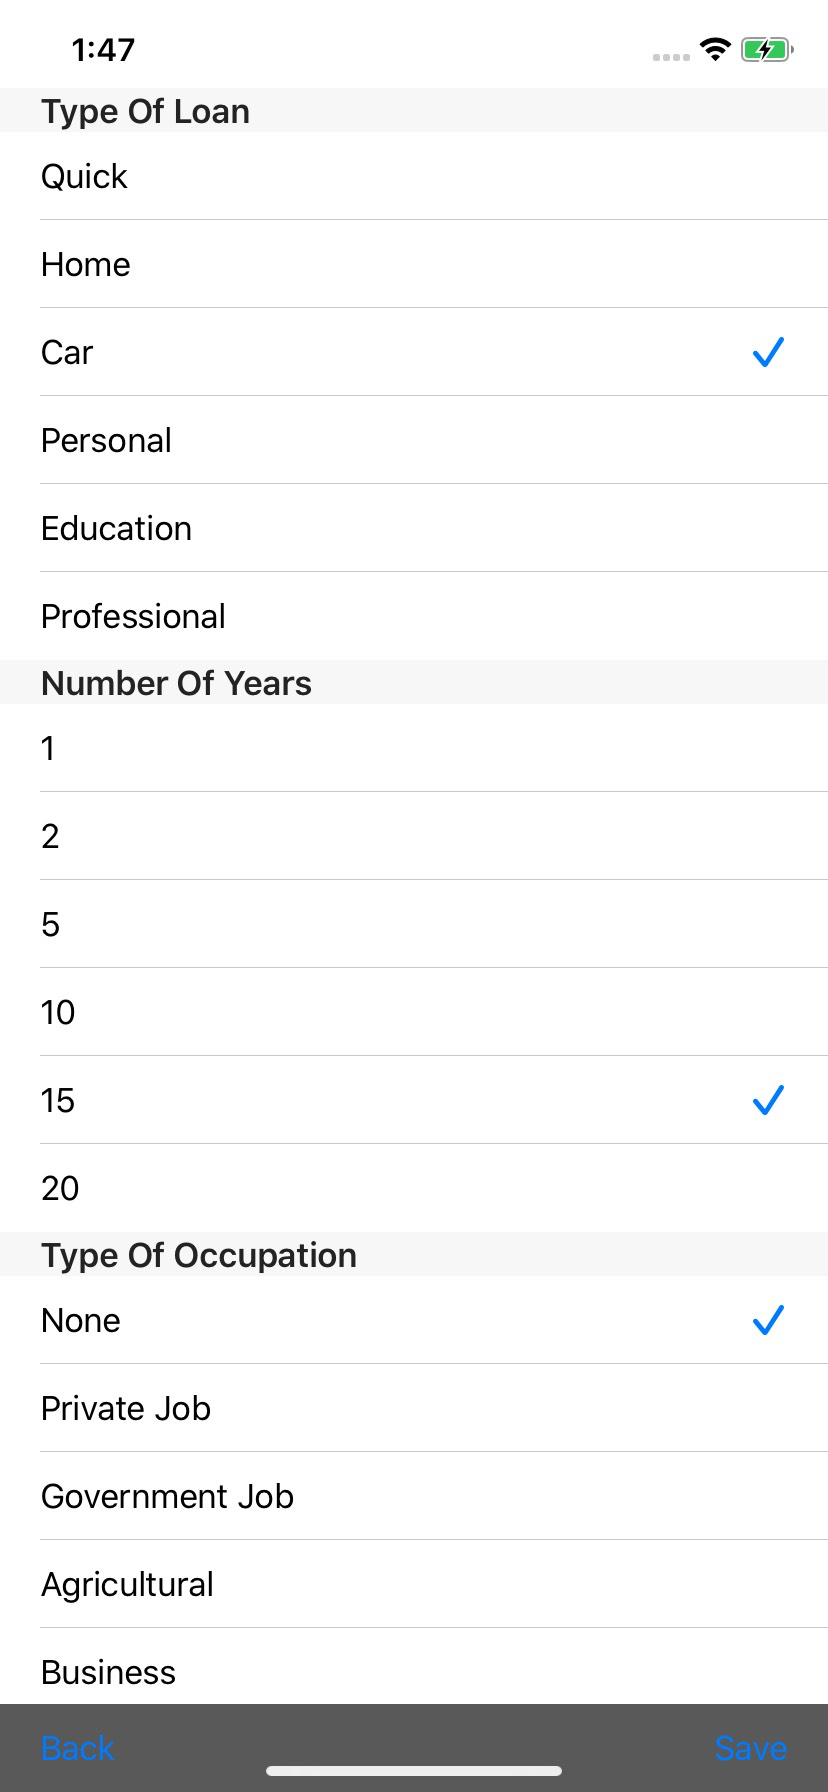 1:47
Type Of Loan
Quick
Home
Car
Personal
Education
Professional
Number Of Years
1
2
5
10
15
20
Type Of Occupation
None
Private Job
Government Job
Agricultural
Business
Back Save